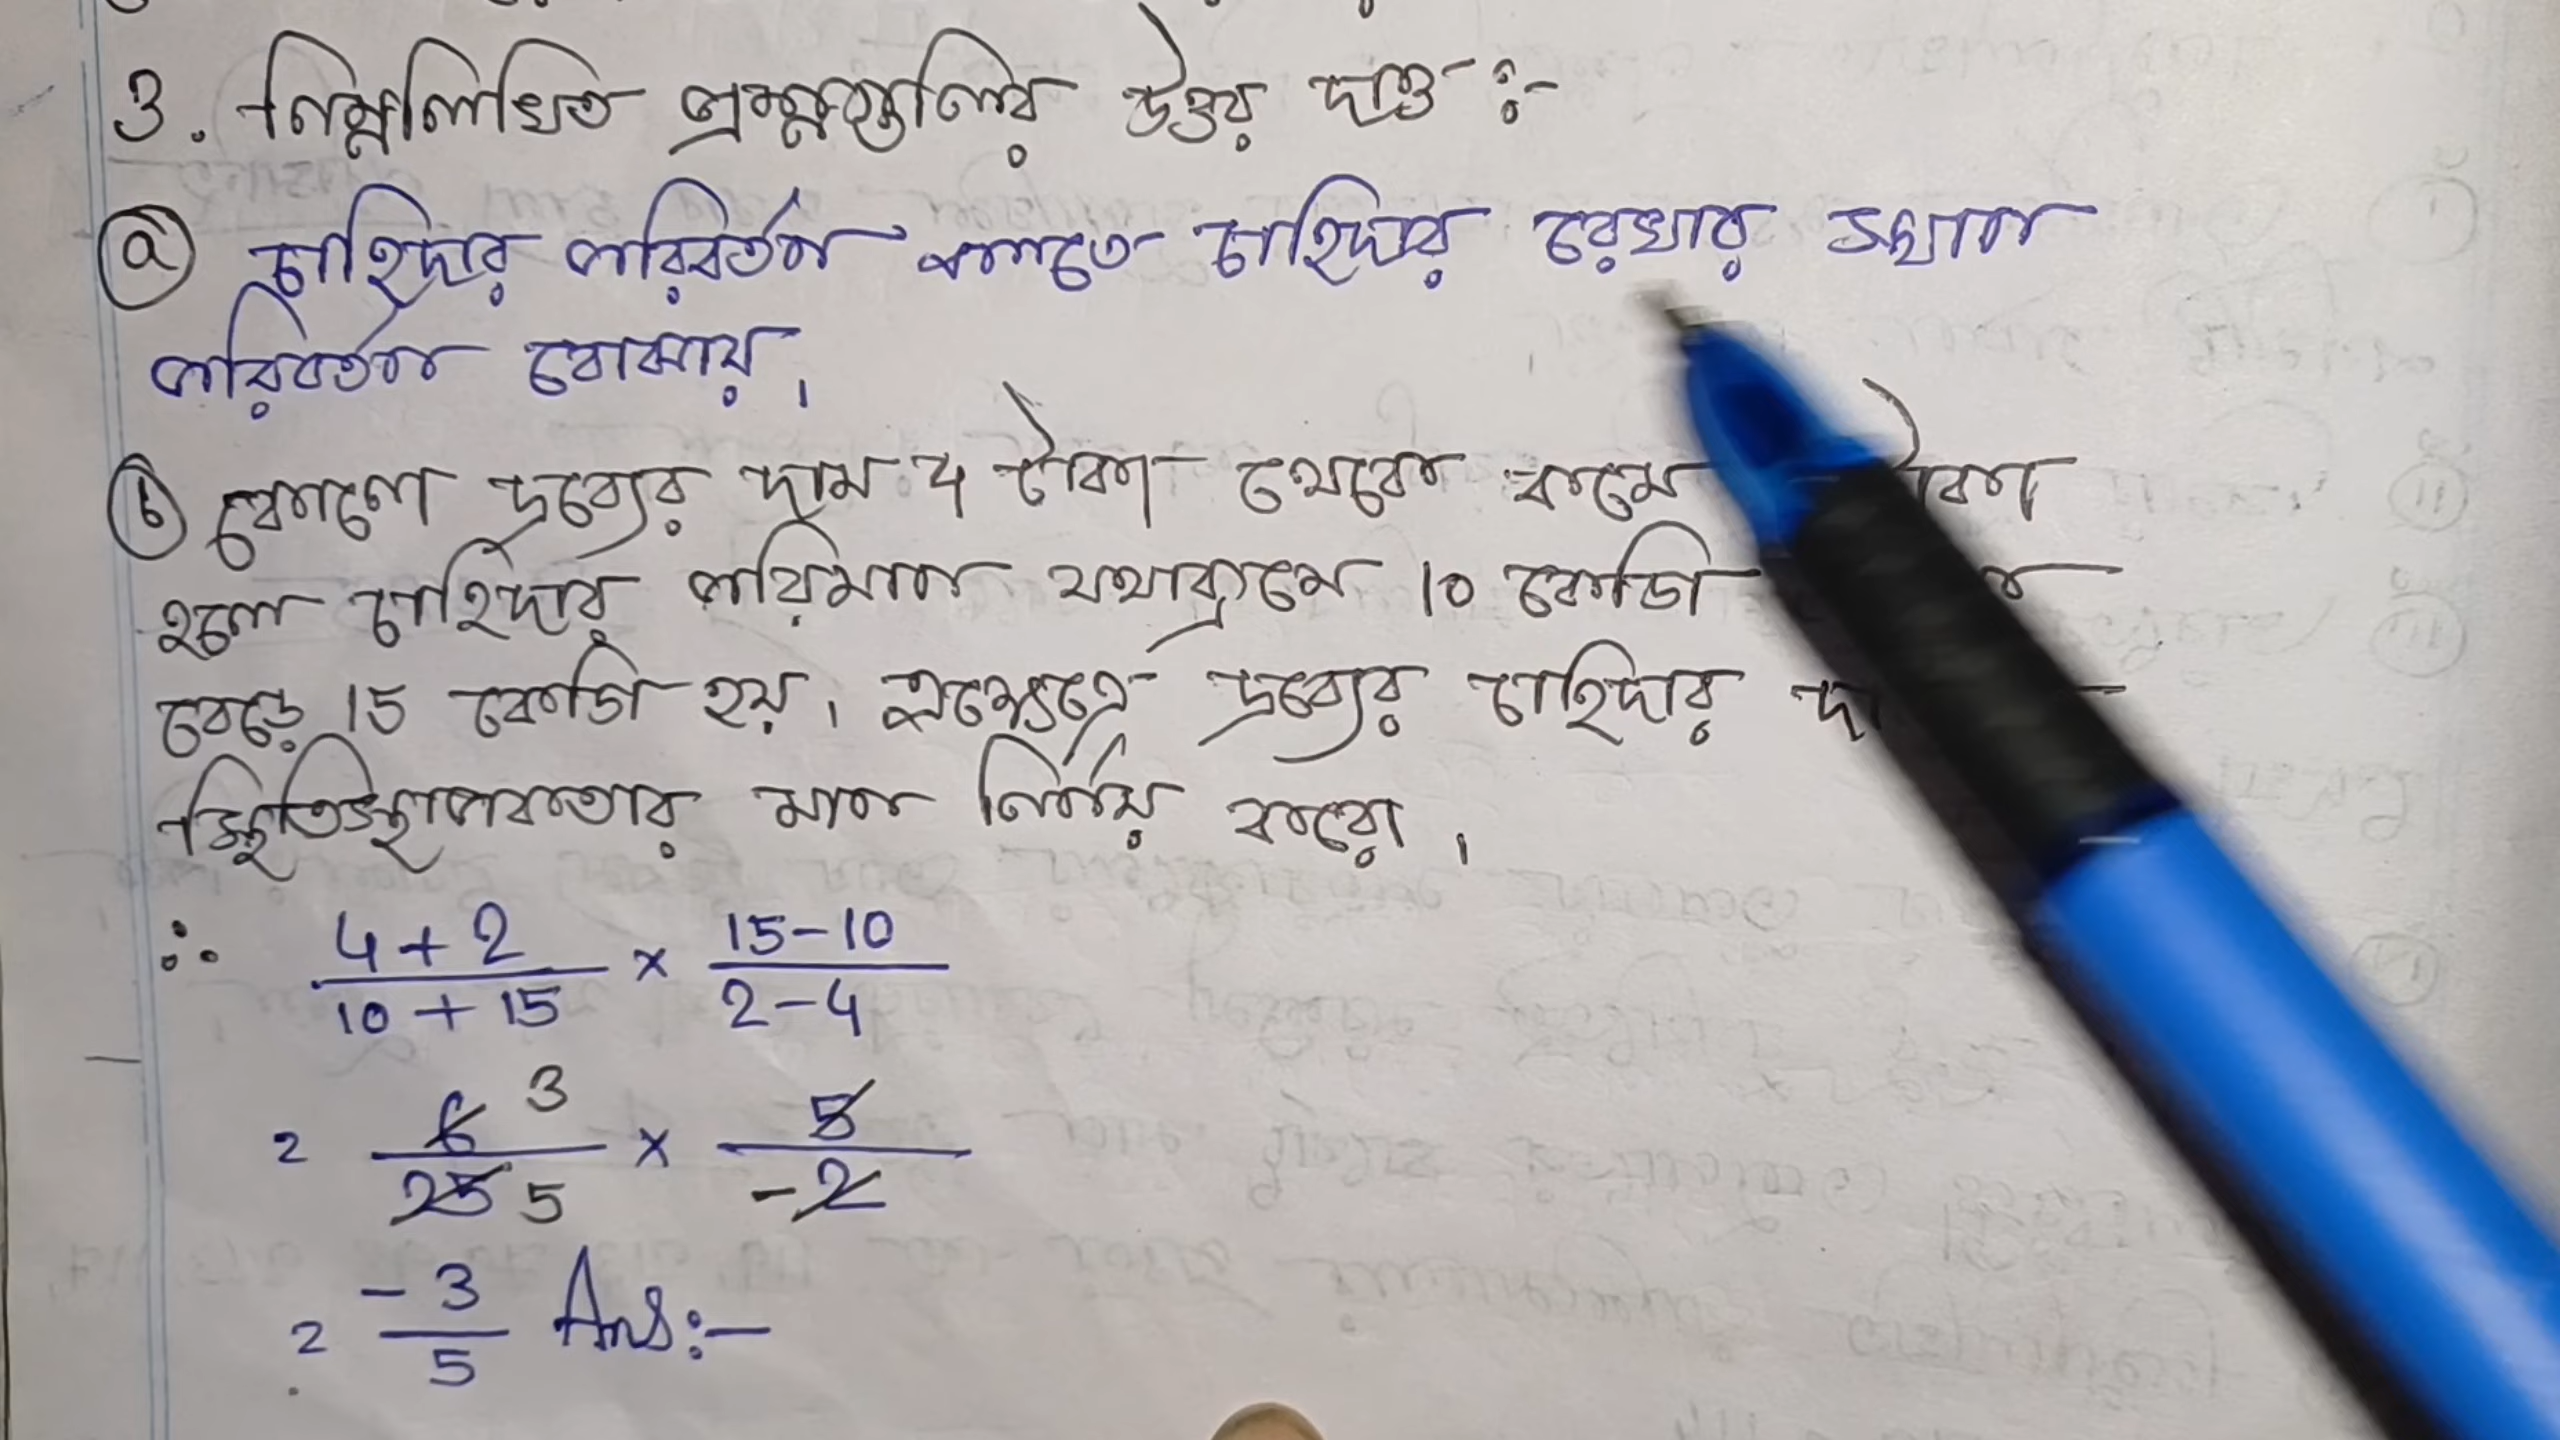 3. নিম্নলিখিত প্রশ্নগুলির উত্তর দাও :-
ⓐ চাহিদার পরিবর্তন বলতে চাহিদার রেখার স্থান
পরিবর্তন বোঝায়।
ⓑ কোনো দ্রব্যের দাম 4 টাকা থেকে কমে টাকা
হলে চাহিদার পরিমান যথাক্রমে 10 কেজি
বেড়ে 15 কেজি হয়। এক্ষেত্রে দ্রব্যের চাহিদার
স্থিতিস্থাপকতার মান নির্ণয় করো।
∴ 4 + 2 / 10 + 15 × 15 - 10 / 2 - 4
= 6 3 / 25 5 × 5 / - 2
= - 3 / 5 Ans:-